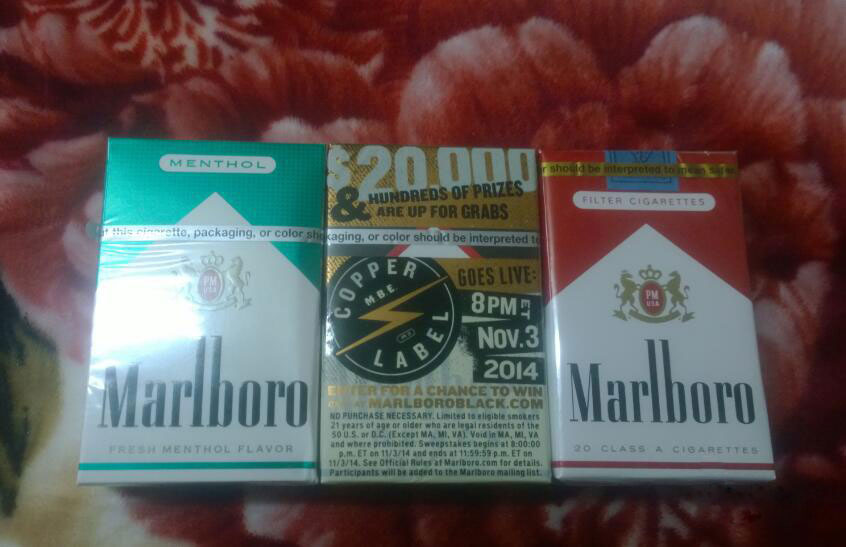 MENTHOL
at this cigarette, packaging, or color sho
PM
USA
Marlboro
FRESH MENTHOL FLAVOR
$20,000
& HUNDREDS OF PRIZES
ARE UP FOR GRABS
kaging, or color should be interpreted to
COPPER
M.B.E.
LABEL
GOES LIVE:
8PM ET
NOV.3
2014
ENTER FOR A CHANCE TO WIN
MARLBOROBLACK.COM
NO PURCHASE NECESSARY. Limited to eligible smokers
21 years of age or older who are legal residents of the
50 U.S. or D.C. (Except MA, MI, VA). Void in MA, MI, VA
and where prohibited. Sweepstakes begins at 8:00:00
p.m. ET on 11/3/14 and ends at 11:59:59 p.m. ET on
11/3/14. See Official Rules at Marlboro.com for details.
Participants will be added to the Marlboro mailing list.
r should be interpreted to mean safer.
FILTER CIGARETTES
PM
USA
Marlboro
20 CLASS A CIGARETTES